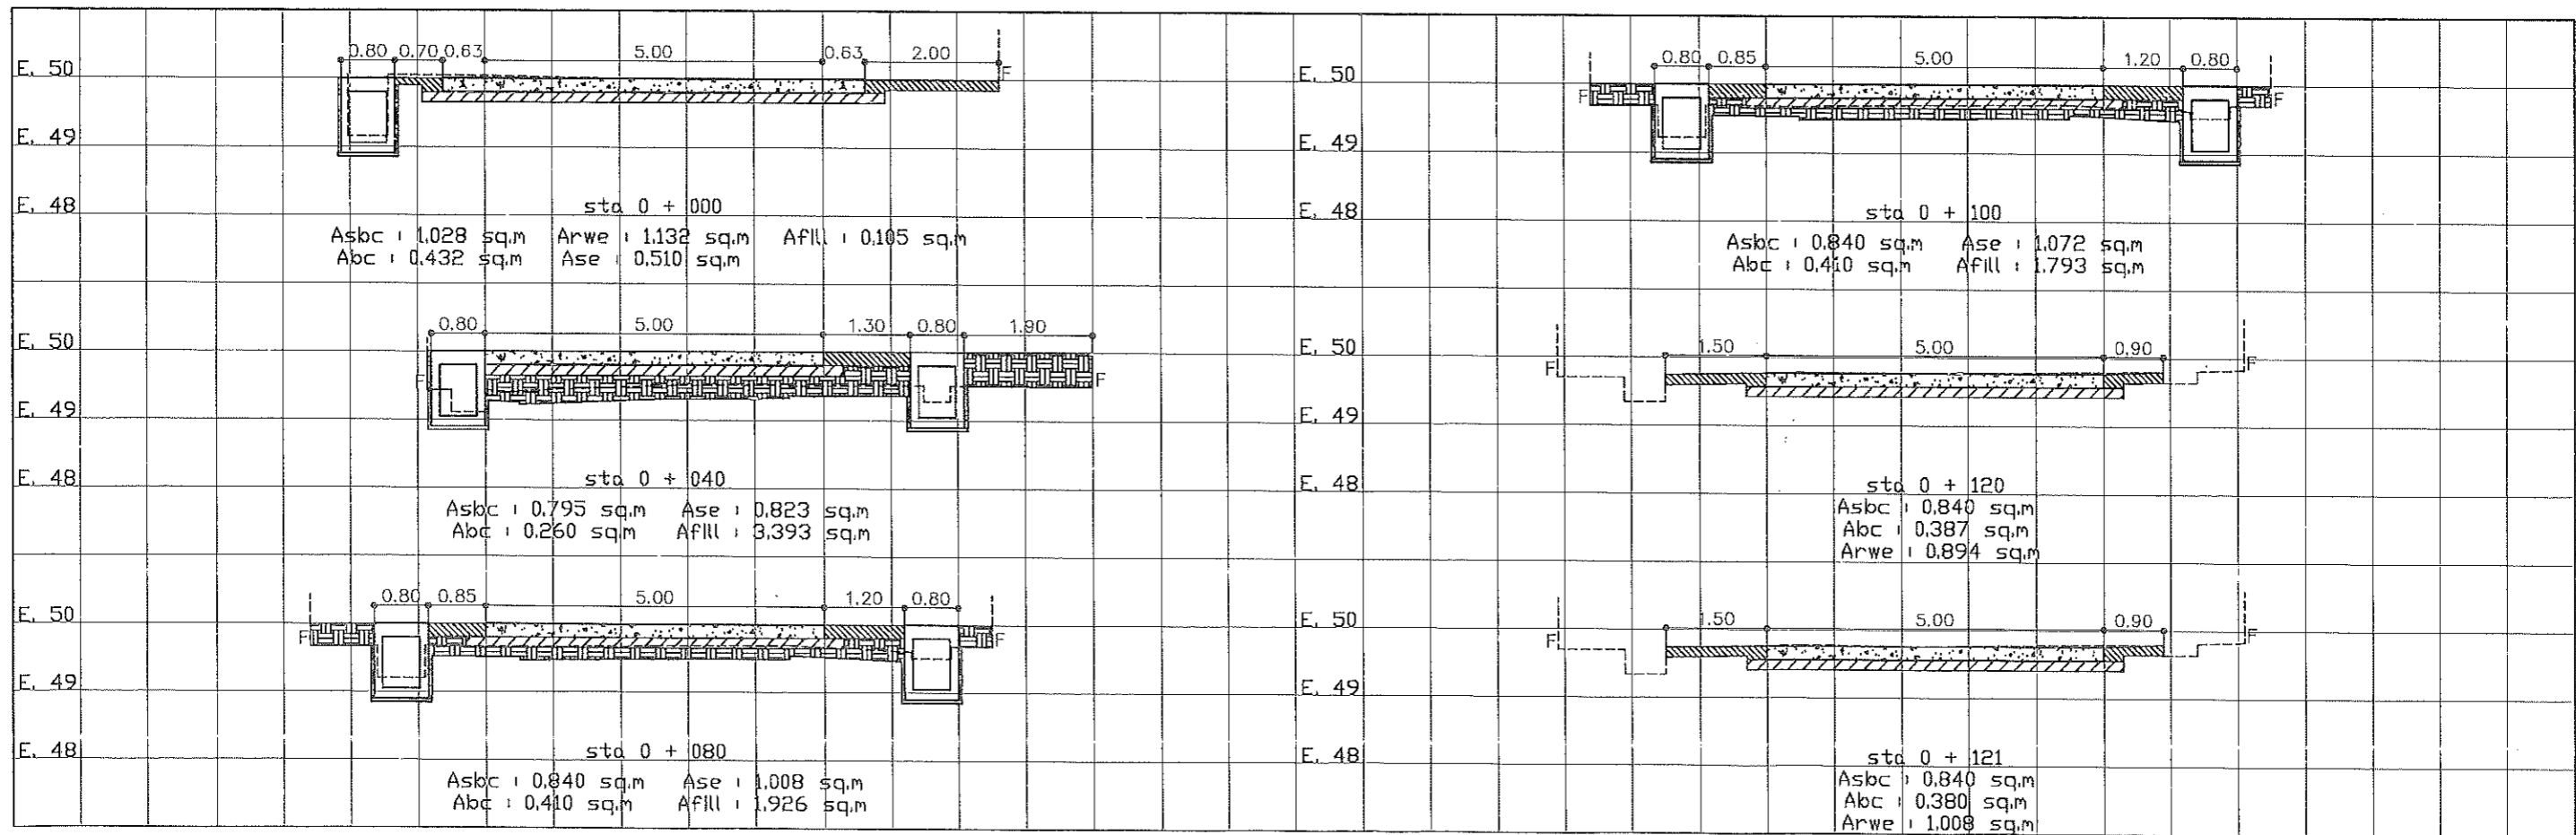 0.80 0.70 0.63 5.00 0.63 2.00
E. 50
F
E. 49
E. 48
sta 0 + 000
Asbc : 1.028 sq.m Arwe : 1.132 sq.m Afill : 0.105 sq.m
Abc : 0.432 sq.m Ase : 0.510 sq.m
0.80 5.00 1.30 0.80 1.90
E. 50
F F
E. 49
E. 48
sta 0 + 040
Asbc : 0.795 sq.m Ase : 0.823 sq.m
Abc : 0.260 sq.m Afill : 3.393 sq.m
0.80 0.85 5.00 1.20 0.80
E. 50
F F
E. 49
E. 48
sta 0 + 080
Asbc : 0.840 sq.m Ase : 1.008 sq.m
Abc : 0.410 sq.m Afill : 1.926 sq.m
0.80 0.85 5.00 1.20 0.80
E. 50
F F
E. 49
E. 48
sta 0 + 100
Asbc : 0.840 sq.m Ase : 1.072 sq.m
Abc : 0.410 sq.m Afill : 1.793 sq.m
1.50 5.00 0.90
E. 50
F F
E. 49
E. 48
sta 0 + 120
Asbc : 0.840 sq.m
Abc : 0.387 sq.m
Arwe : 0.894 sq.m
1.50 5.00 0.90
E. 50
F F
E. 49
E. 48
sta 0 + 121
Asbc : 0.840 sq.m
Abc : 0.380 sq.m
Arwe : 1.008 sq.m